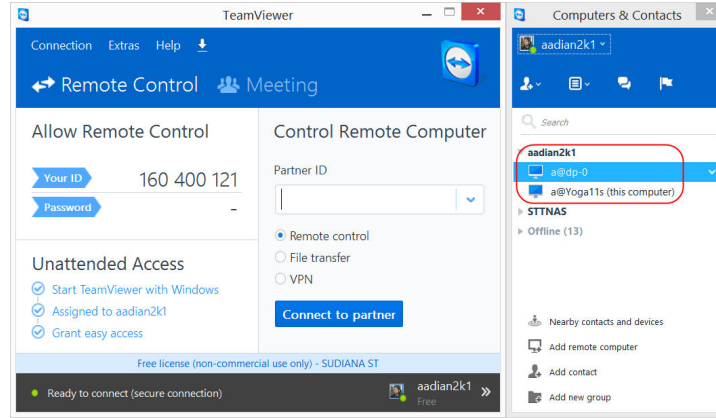 TeamViewer
Connection Extras Help
Remote Control Meeting
Allow Remote Control
Your ID 160 400 121
Password -
Unattended Access
Start TeamViewer with Windows
Assigned to aadian2k1
Grant easy access
Control Remote Computer
Partner ID
Remote control
File transfer
VPN
Connect to partner
Free license (non-commercial use only) - SUDIANA ST
Ready to connect (secure connection)
aadian2k1
Free
Computers & Contacts
aadian2k1
Search
aadian2k1
a@dp-0
a@Yoga11s (this computer)
STTNAS
Offline (13)
Nearby contacts and devices
Add remote computer
Add contact
Add new group